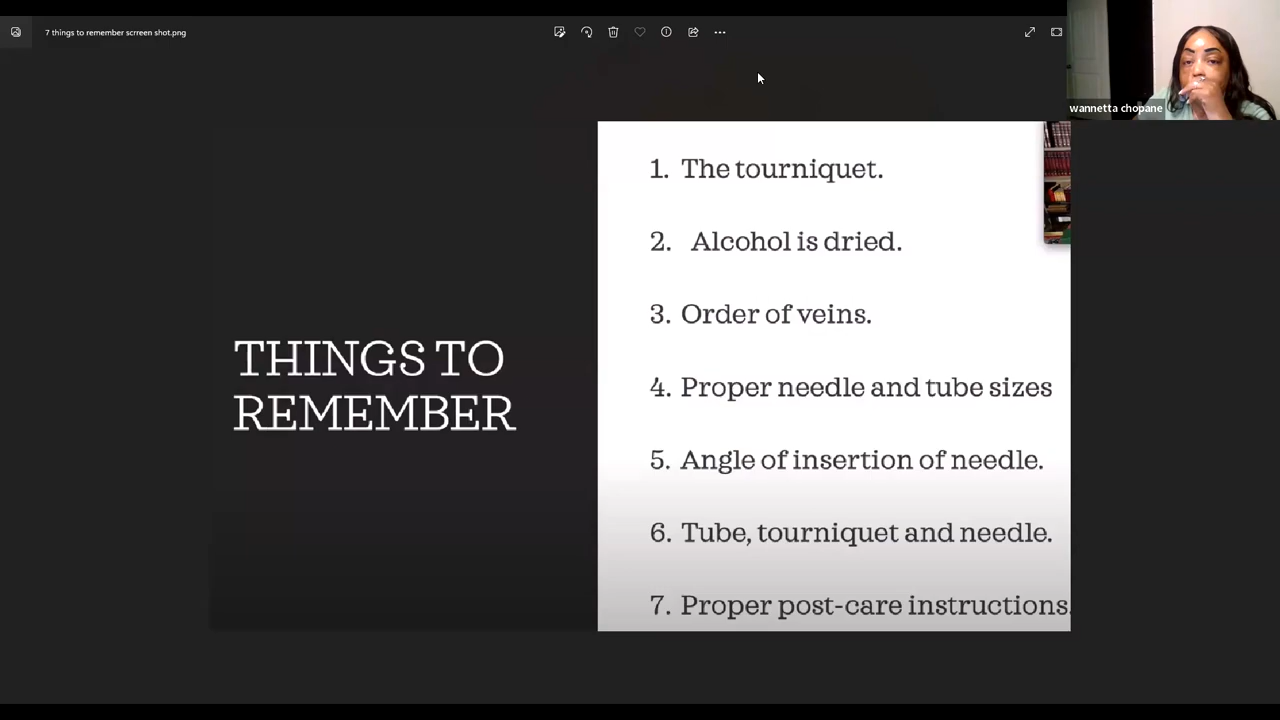 7 things to remember scrreen shot.png
wannetta chopane
THINGS TO
REMEMBER
1. The tourniquet.
2. Alcohol is dried.
3. Order of veins.
4. Proper needle and tube sizes
5. Angle of insertion of needle.
6. Tube, tourniquet and needle.
7. Proper post-care instructions.